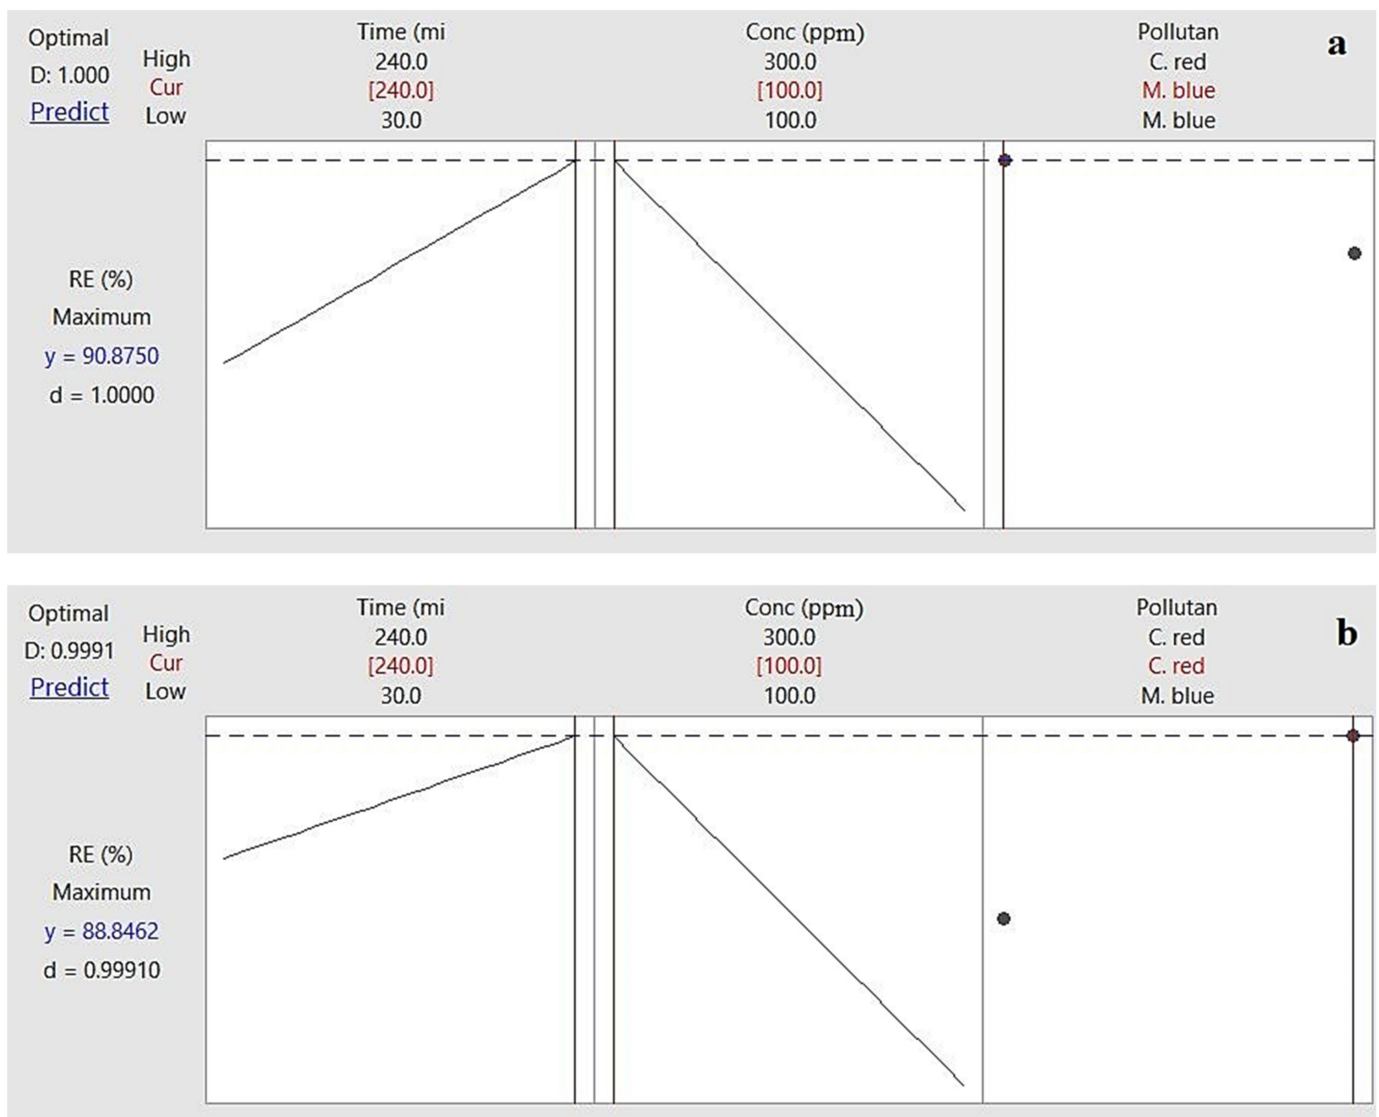 Optimal
D: 1.000
Predict
High
Cur
Low
Time (mi
240.0
[240.0]
30.0
Conc (ppm)
300.0
[100.0]
100.0
Pollutan
C. red
M. blue
M. blue
a
RE (%)
Maximum
y = 90.8750
d = 1.0000
Optimal
D: 0.9991
Predict
High
Cur
Low
Time (mi
240.0
[240.0]
30.0
Conc (ppm)
300.0
[100.0]
100.0
Pollutan
C. red
C. red
M. blue
b
RE (%)
Maximum
y = 88.8462
d = 0.99910